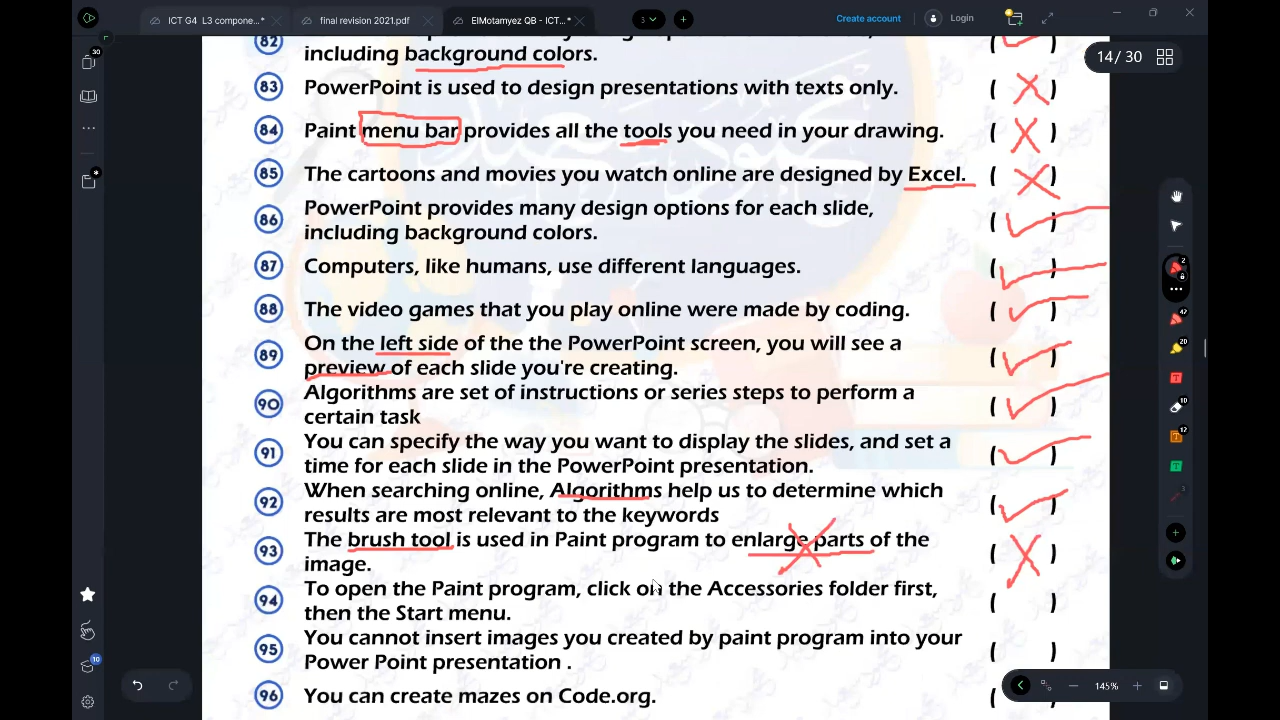 ICT G4 L3 compone...*
final revision 2021.pdf
ElMotamyez QB - ICT...*
3
Create account
Login
14 / 30
30
82
including background colors.
83 PowerPoint is used to design presentations with texts only. ( )
84 Paint menu bar provides all the tools you need in your drawing. ( )
85 The cartoons and movies you watch online are designed by Excel. ( )
86 PowerPoint provides many design options for each slide,
including background colors. ( )
87 Computers, like humans, use different languages. ( )
88 The video games that you play online were made by coding. ( )
89 On the left side of the the PowerPoint screen, you will see a
preview of each slide you're creating. ( )
90 Algorithms are set of instructions or series steps to perform a
certain task ( )
91 You can specify the way you want to display the slides, and set a
time for each slide in the PowerPoint presentation. ( )
92 When searching online, Algorithms help us to determine which
results are most relevant to the keywords ( )
93 The brush tool is used in Paint program to enlarge parts of the
image. ( )
94 To open the Paint program, click on the Accessories folder first,
then the Start menu. ( )
95 You cannot insert images you created by paint program into your
Power Point presentation . ( )
96 You can create mazes on Code.org. (
2
47
20
10
12
3
10
145%